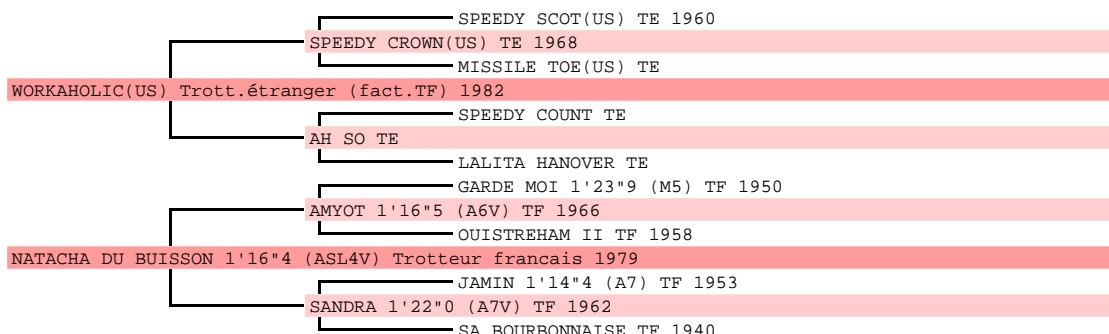 SPEEDY SCOT(US) TE 1960
SPEEDY CROWN(US) TE 1968
MISSILE TOE(US) TE
WORKAHOLIC(US) Trott.étranger (fact.TF) 1982
SPEEDY COUNT TE
AH SO TE
LALITA HANOVER TE
GARDE MOI 1'23"9 (M5) TF 1950
AMYOT 1'16"5 (A6V) TF 1966
OUISTREHAM II TF 1958
NATACHA DU BUISSON 1'16"4 (ASL4V) Trotteur francais 1979
JAMIN 1'14"4 (A7) TF 1953
SANDRA 1'22"0 (A7V) TF 1962
SA BOURBONNAISE TF 1940